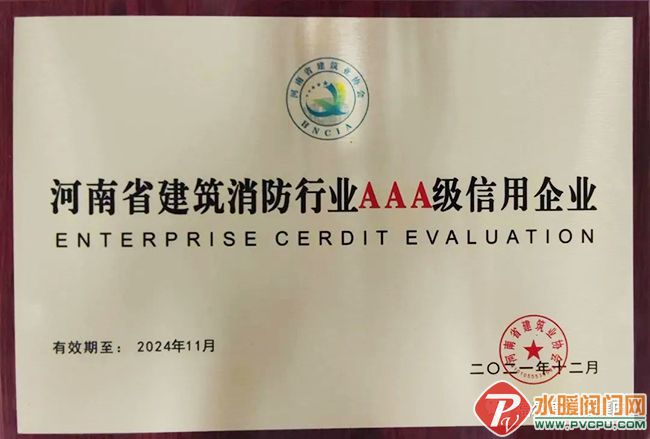 河南省建筑业协会
HNCIA
河南省建筑消防行业AAA级信用企业
ENTERPRISE CERDIT EVALUATION
有效期至： 2024年11月
河南省建筑业协会
二〇二一年十二月
水暖阀门网
WWW.PVCPU.COM